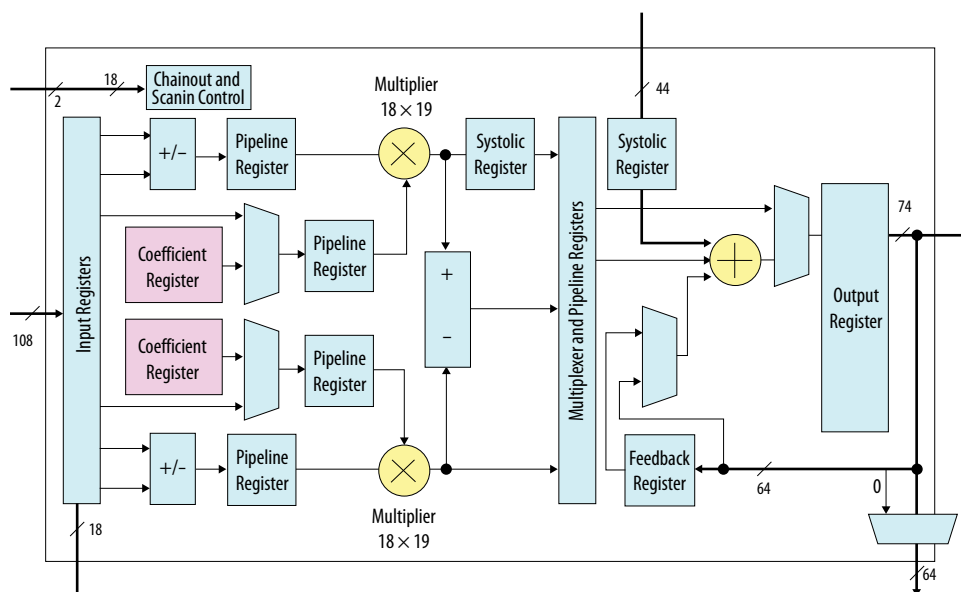 44
18
2
Chainout and
Scanin Control
Multiplier
18 × 19
Input Registers
+/−
Pipeline
Register
Systolic
Register
Multiplexer and Pipeline Registers
Systolic
Register
Coefficient
Register
Pipeline
Register
+
−
Output
Register
74
108
Coefficient
Register
Pipeline
Register
+/−
Pipeline
Register
Multiplier
18 × 19
Feedback
Register
64
0
18
64